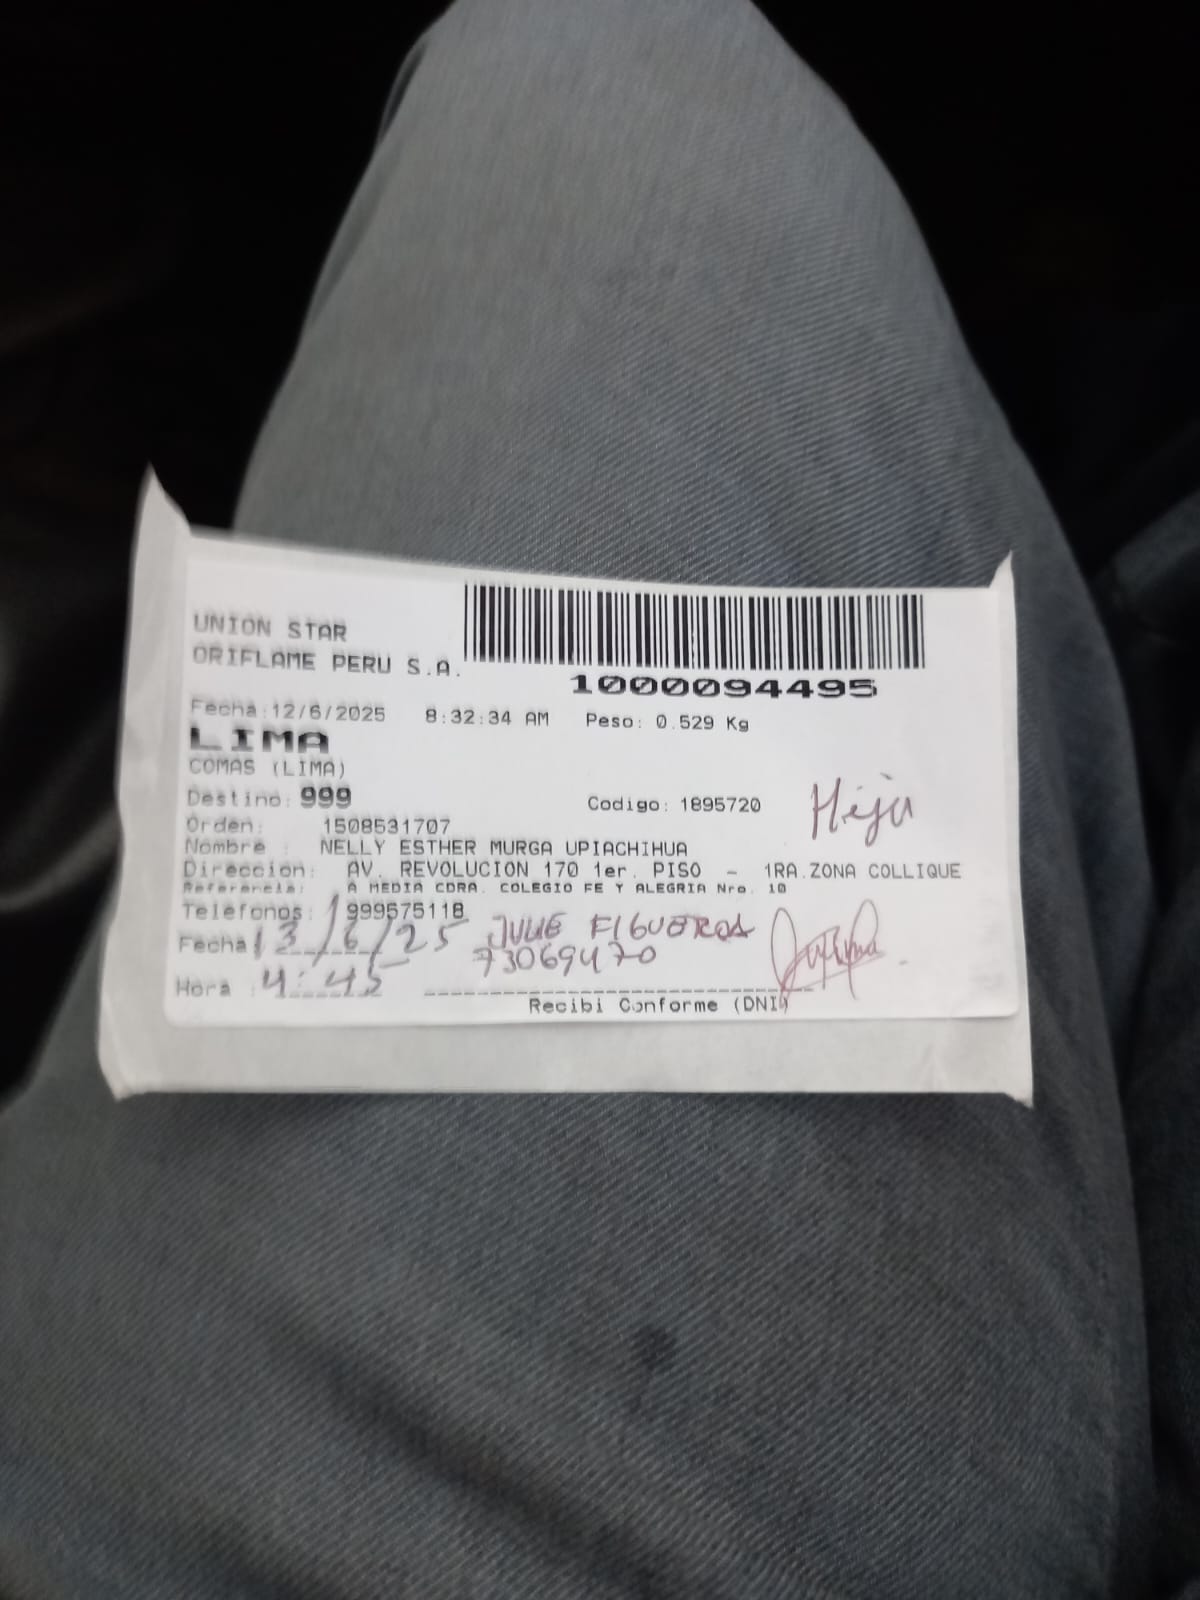 UNION STAR
ORIFLAME PERU S.A.
1000094495
Fecha:12/6/2025 8:32:34 AM Peso: 0.529 Kg
LIMA
COMAS (LIMA)
Destino: 999 Codigo: 1895720 Hija
Orden: 1508531707
Nombre : NELLY ESTHER MURGA UPIACHIHUA
Direccion: AV. REVOLUCION 170 1er. PISO - 1RA.ZONA COLLIQUE
Referencia: A MEDIA CDRA. COLEGIO FE Y ALEGRIA Nro. 10
Telefonos: 999575118
Fecha 13/6/25 JULIE FIGUEROA
73069470
Hora : 4:45
Recibi Conforme (DNI)